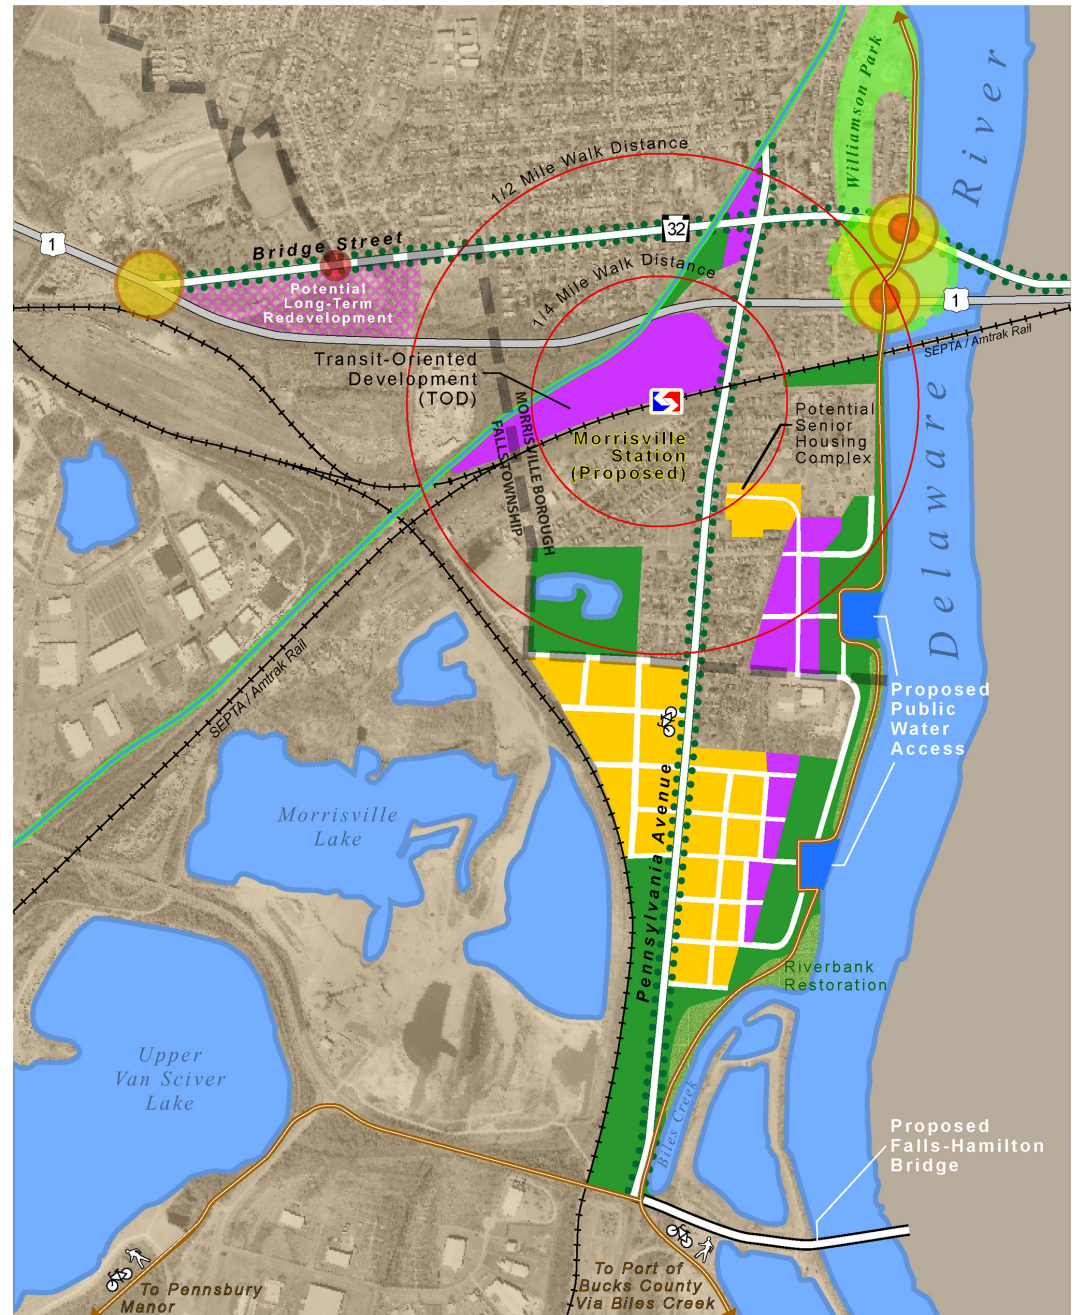 Williamson Park
River
1/2 Mile Walk Distance
1
Bridge Street
32
Potential
Long-Term
Redevelopment
1/4 Mile Walk Distance
1
SEPTA / Amtrak Rail
Transit-Oriented
Development
(TOD)
MORRISVILLE BOROUGH
FALLS TOWNSHIP
Morrisville
Station
(Proposed)
Potential
Senior
Housing
Complex
Delaware
SEPTA / Amtrak Rail
Proposed
Public
Water
Access
Pennsylvania Avenue
Morrisville
Lake
Riverbank
Restoration
Upper
Van Sciver
Lake
Biles Creek
Proposed
Falls-Hamilton
Bridge
To Pennsbury
Manor
To Port of
Bucks County
Via Biles Creek